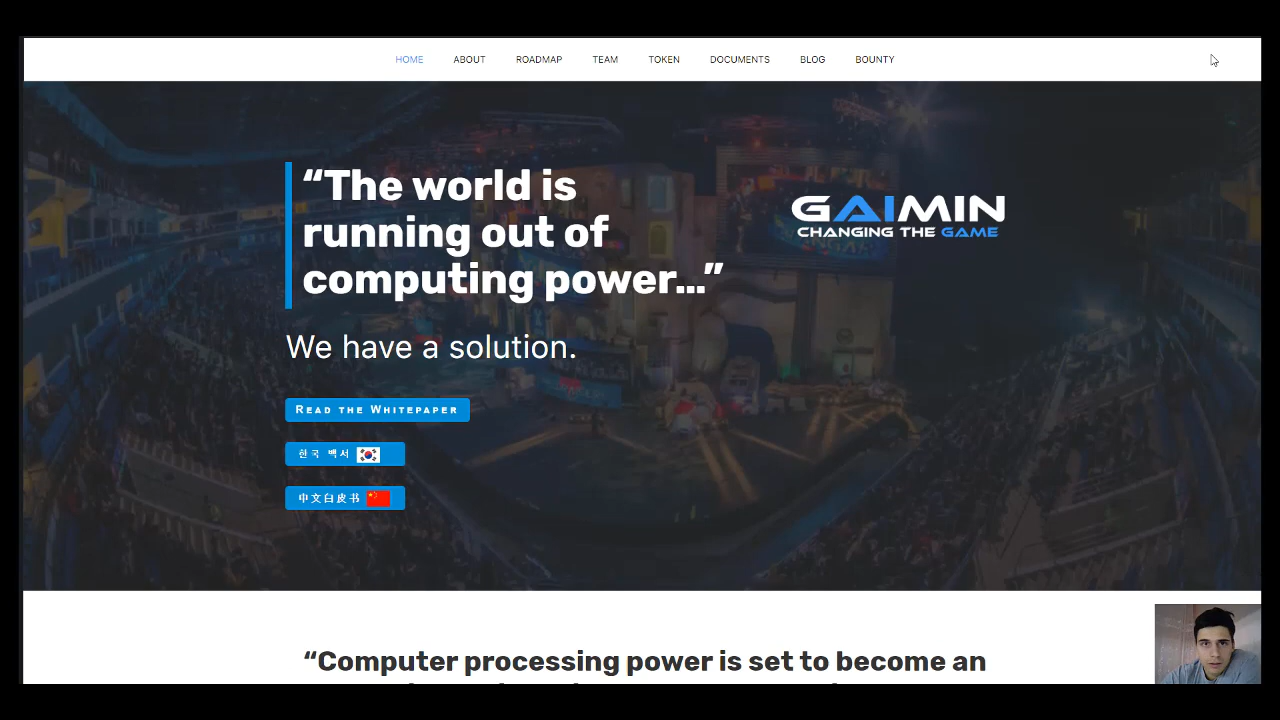 HOME ABOUT ROADMAP TEAM TOKEN DOCUMENTS BLOG BOUNTY
“The world is
running out of
computing power...”
GAIMIN
CHANGING THE GAME
We have a solution.
READ THE WHITEPAPER
한국 백서
中文白皮书
“Computer processing power is set to become an